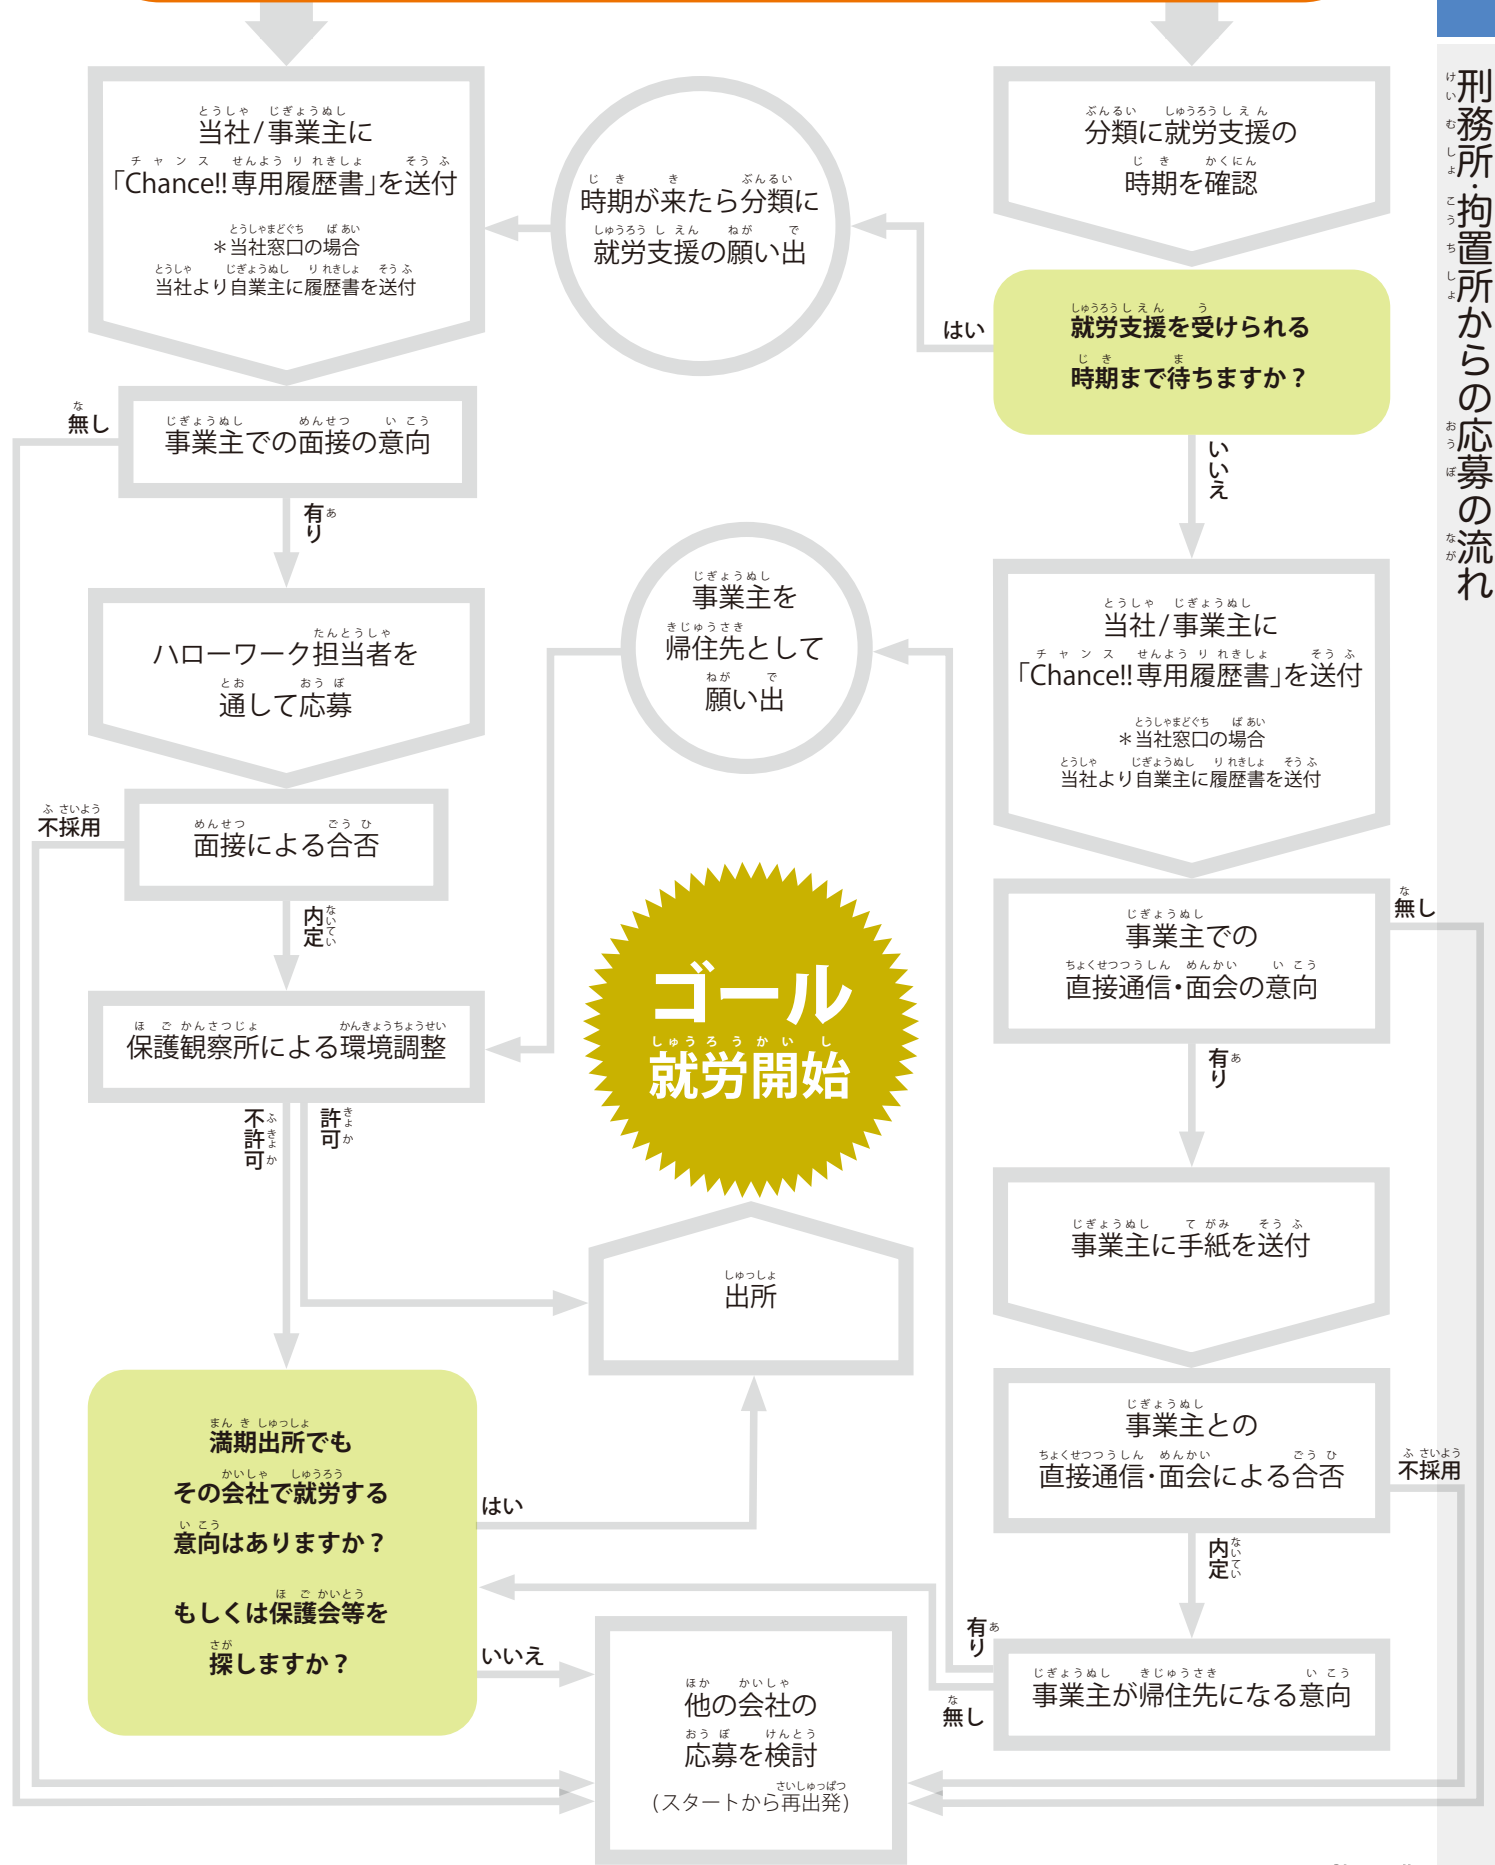 刑務所・拘置所からの応募の流れ
当社/事業主に
「Chance!!専用履歴書」を送付
＊当社窓口の場合
当社より自業主に履歴書を送付
時期が来たら分類に
就労支援の願い出
分類に就労支援の
時期を確認
就労支援を受けられる
時期まで待ちますか？
はい
いいえ
事業主での面接の意向
無し
有り
ハローワーク担当者を
通して応募
面接による合否
不採用
内定
保護観察所による環境調整
不許可
許可
事業主を
帰住先として
願い出
当社/事業主に
「Chance!!専用履歴書」を送付
＊当社窓口の場合
当社より自業主に履歴書を送付
事業主での
直接通信・面会の意向
無し
有り
事業主に手紙を送付
事業主との
直接通信・面会による合否
不採用
内定
事業主が帰住先になる意向
有り
無し
ゴール
就労開始
出所
満期出所でも
その会社で就労する
意向はありますか？
もしくは保護会等を
探しますか？
はい
いいえ
他の会社の
応募を検討
(スタートから再出発)